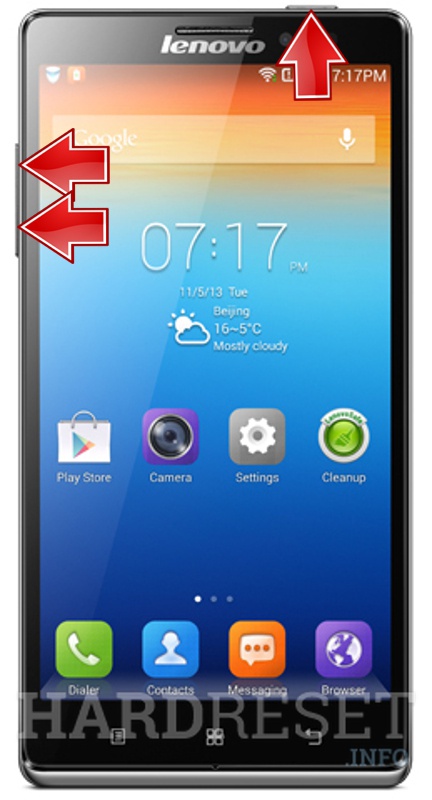 lenovo
7:17PM
Google
07:17 PM
11/5/13 Tue
Beijing
16~5°C
Mostly cloudy
Play Store
Camera
Settings
Cleanup
LenovoSafe
Dialer
Contacts
Messaging
Browser
HARDRESET
.INFO